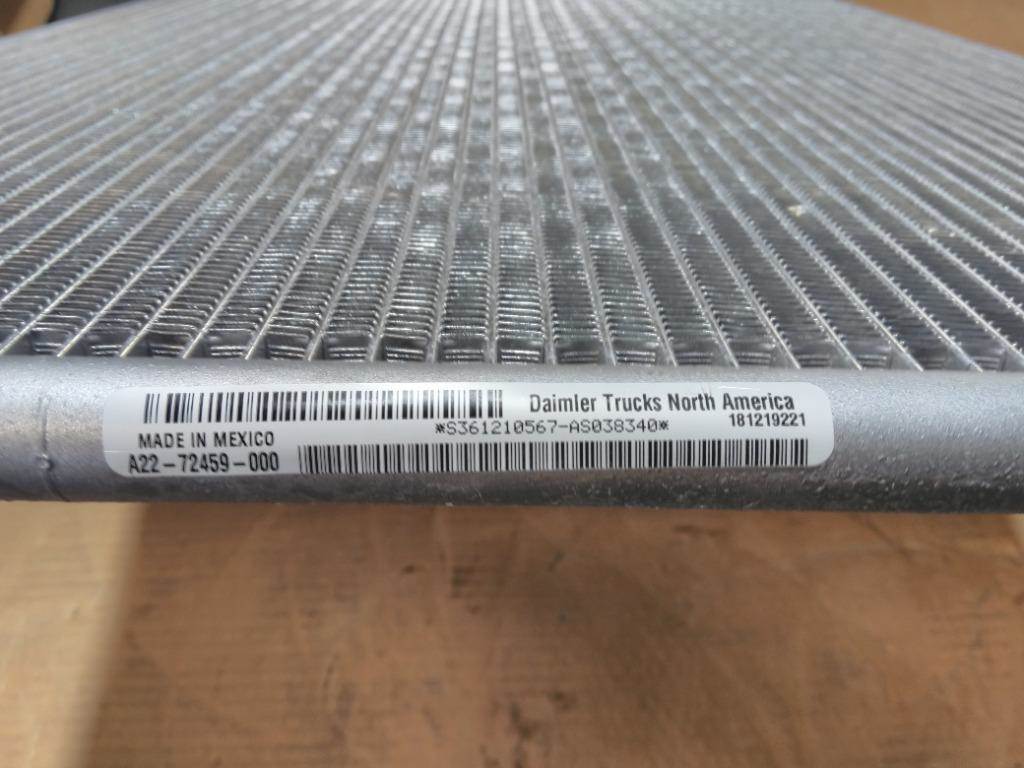 Daimler Trucks North America
*S361210567-AS038340*
181219221
MADE IN MEXICO
A22-72459-000